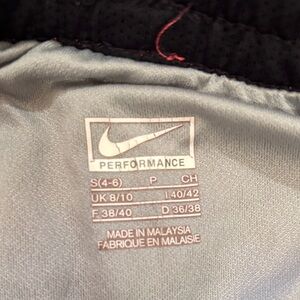 PERFORMANCE
S(4-6) P CH
UK 8/10 I.40/42
F 38/40 D 36/38
MADE IN MALAYSIA
FABRIQUE EN MALAISIE